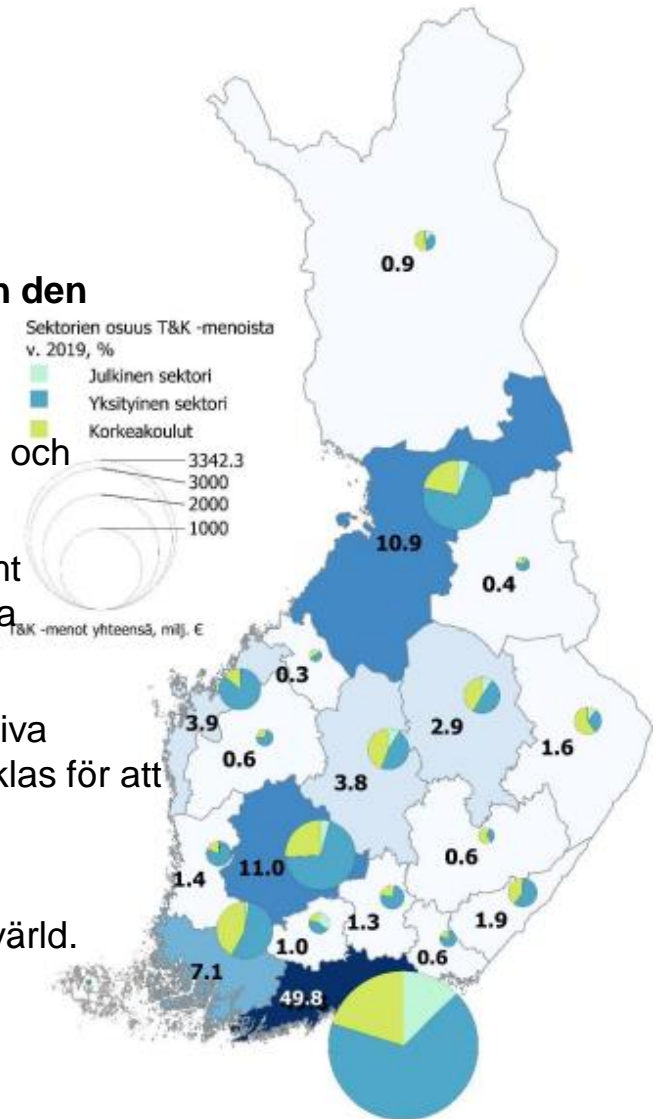 n den
Sektorien osuus T&K -menoista
v. 2019, %
Julkinen sektori
Yksityinen sektori
Korkeakoulut
och
3342.3
3000
2000
1000
nt
a
T&K -menot yhteensä, milj. €
iva
klas för att
värld.
0.9
10.9
0.4
0.3
3.9
2.9
0.6
3.8
1.6
1.4
11.0
0.6
1.3
1.9
1.0
0.6
7.1
49.8